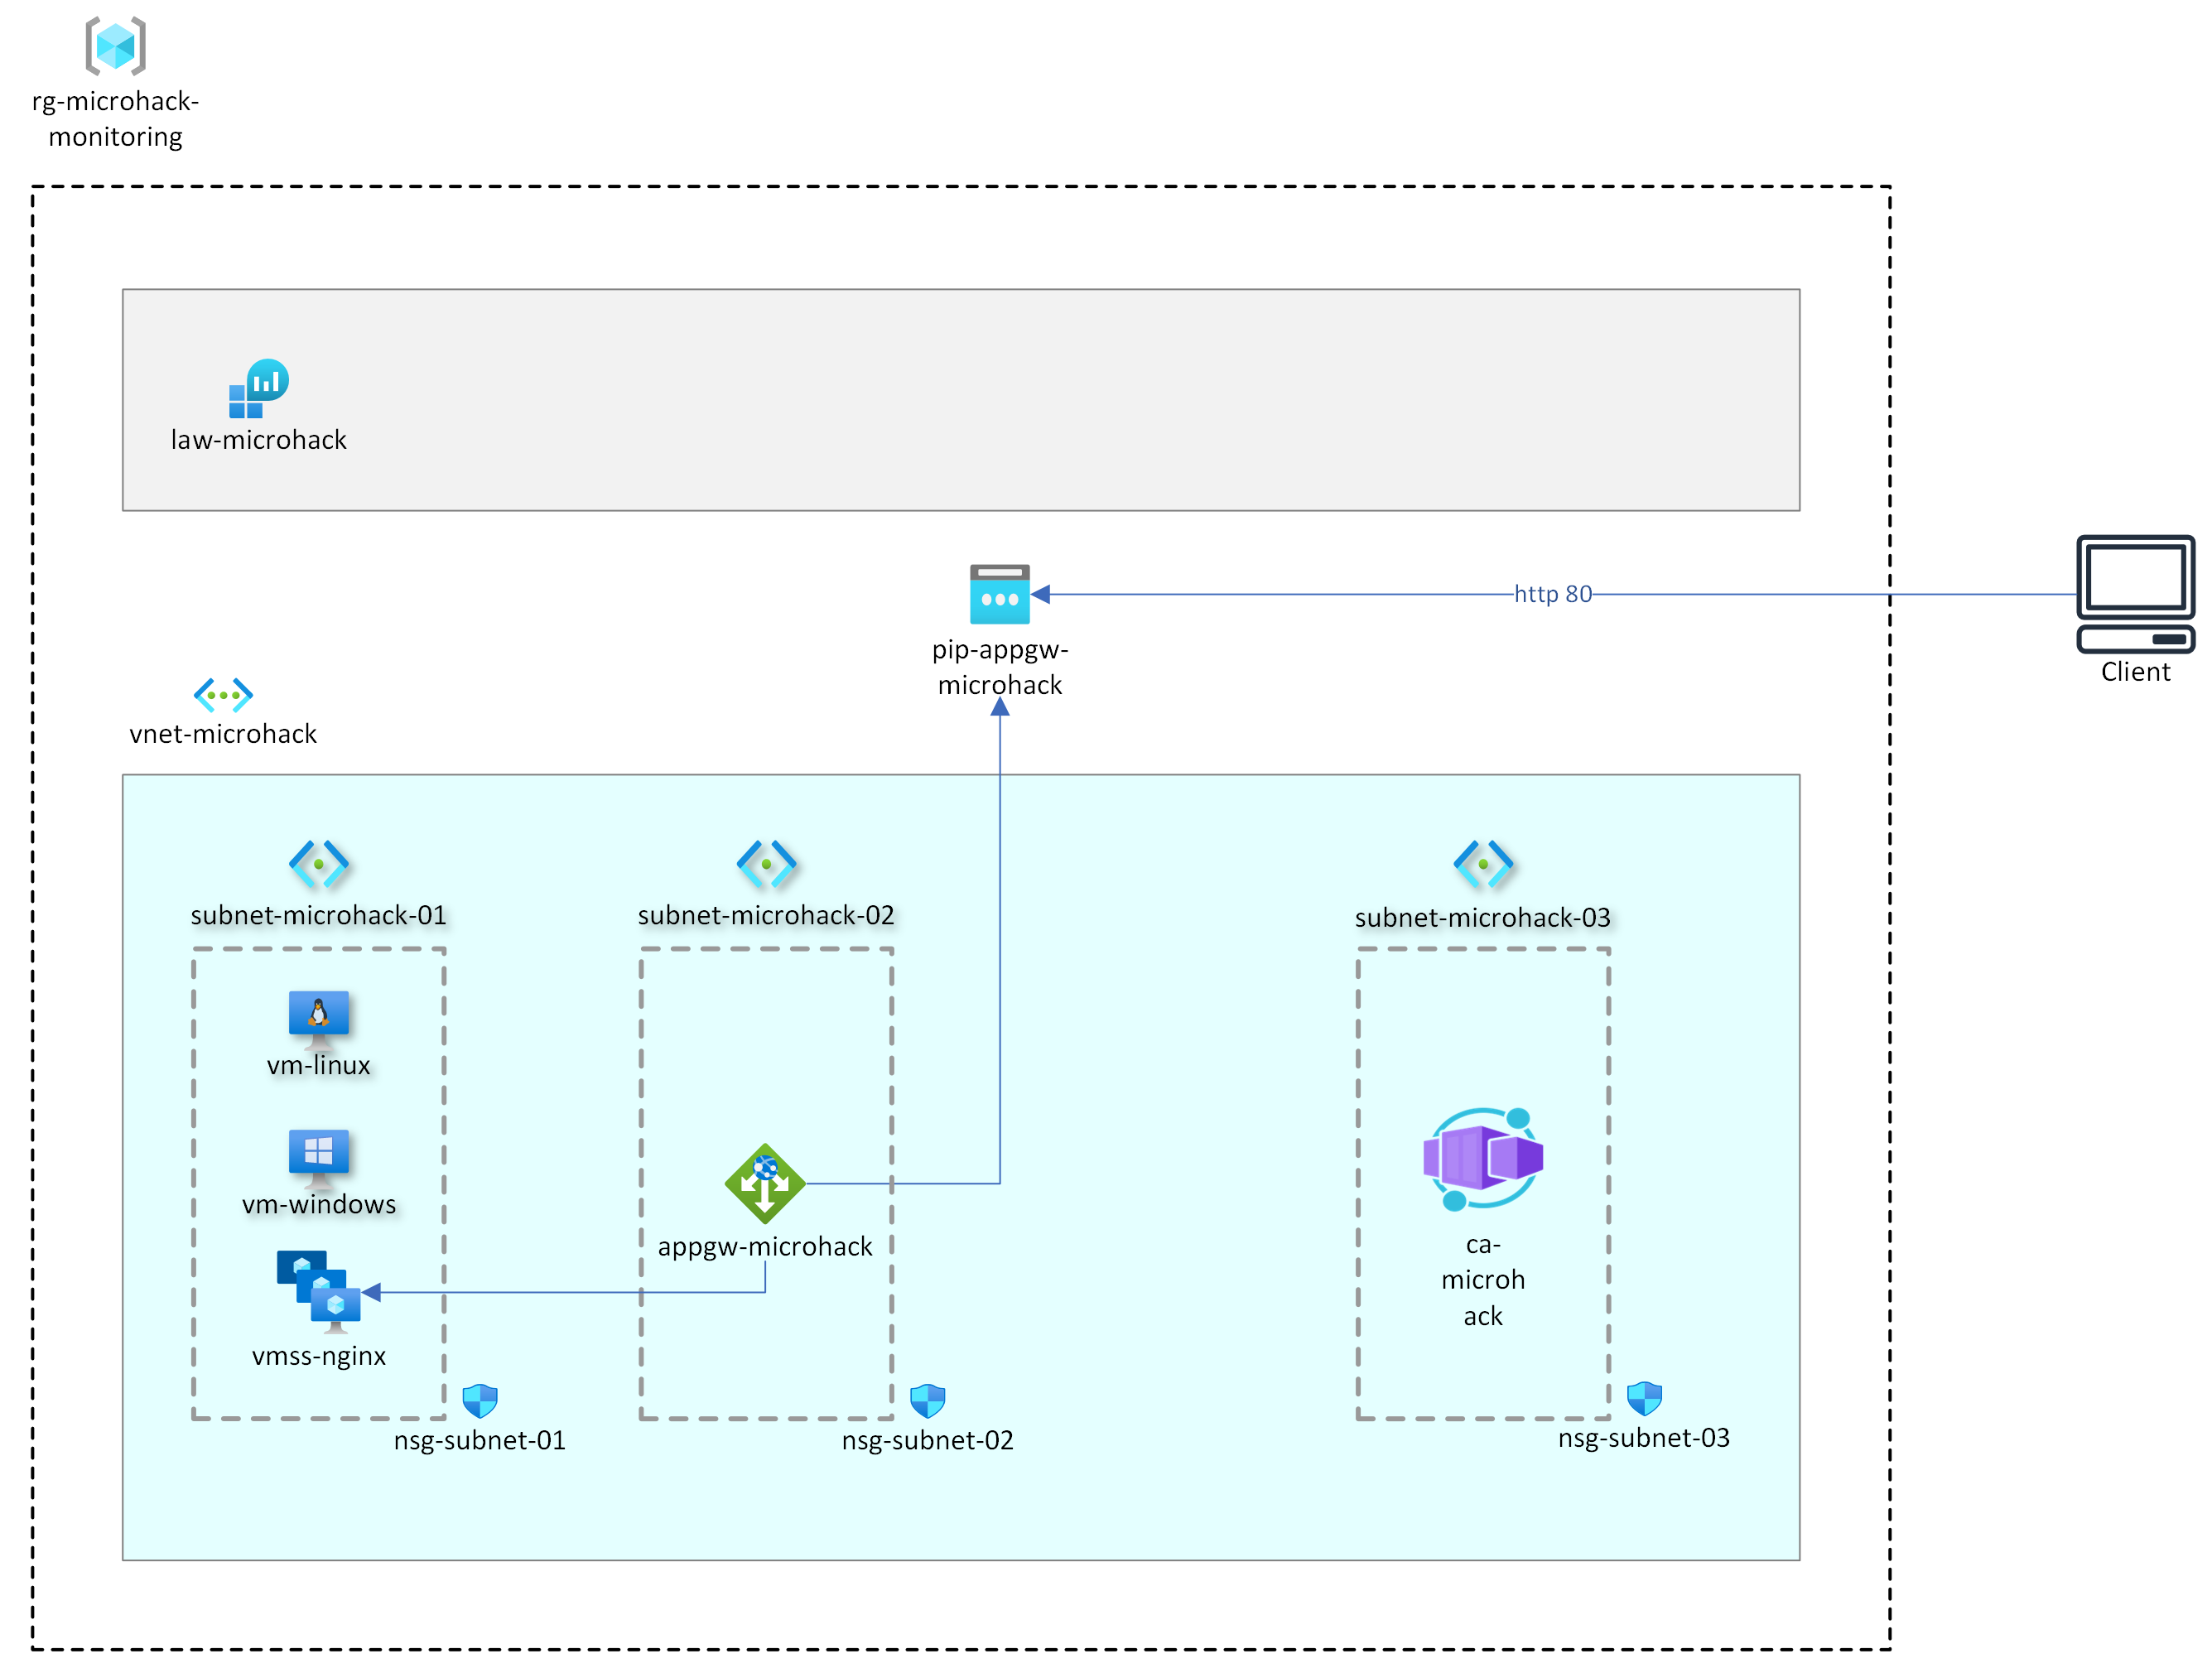 rg-microhack-
monitoring
law-microhack
http 80
pip-appgw-
microhack
Client
vnet-microhack
subnet-microhack-01
subnet-microhack-02
subnet-microhack-03
vm-linux
vm-windows
appgw-microhack
ca-
microh
ack
vmss-nginx
nsg-subnet-01
nsg-subnet-02
nsg-subnet-03